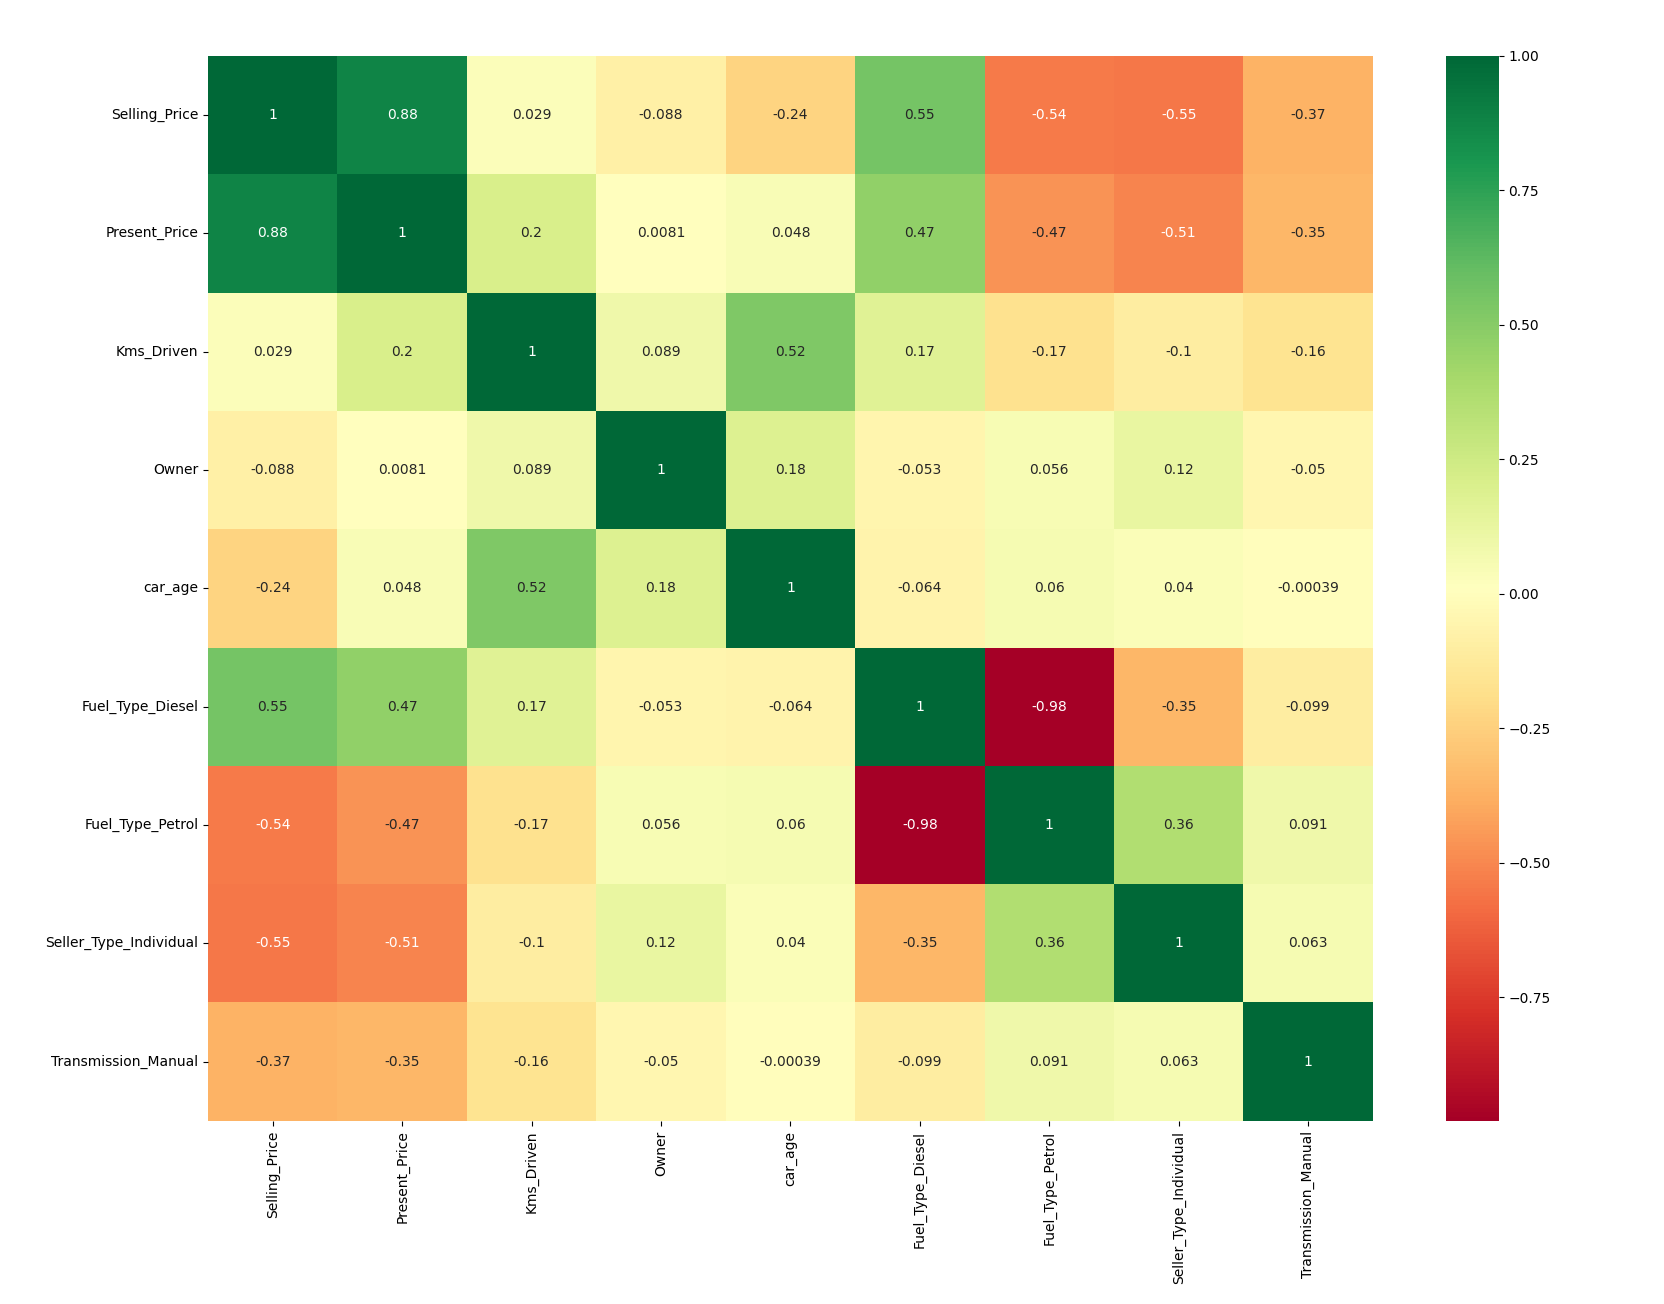 Selling_Price 1 0.88 0.029 -0.088 -0.24 0.55 -0.54 -0.55 -0.37
Present_Price 0.88 1 0.2 0.0081 0.048 0.47 -0.47 -0.51 -0.35
Kms_Driven 0.029 0.2 1 0.089 0.52 0.17 -0.17 -0.1 -0.16
Owner -0.088 0.0081 0.089 1 0.18 -0.053 0.056 0.12 -0.05
car_age -0.24 0.048 0.52 0.18 1 -0.064 0.06 0.04 -0.00039
Fuel_Type_Diesel 0.55 0.47 0.17 -0.053 -0.064 1 -0.98 -0.35 -0.099
Fuel_Type_Petrol -0.54 -0.47 -0.17 0.056 0.06 -0.98 1 0.36 0.091
Seller_Type_Individual -0.55 -0.51 -0.1 0.12 0.04 -0.35 0.36 1 0.063
Transmission_Manual -0.37 -0.35 -0.16 -0.05 -0.00039 -0.099 0.091 0.063 1
Selling_Price
Present_Price
Kms_Driven
Owner
car_age
Fuel_Type_Diesel
Fuel_Type_Petrol
Seller_Type_Individual
Transmission_Manual
1.00
0.75
0.50
0.25
0.00
−0.25
−0.50
−0.75